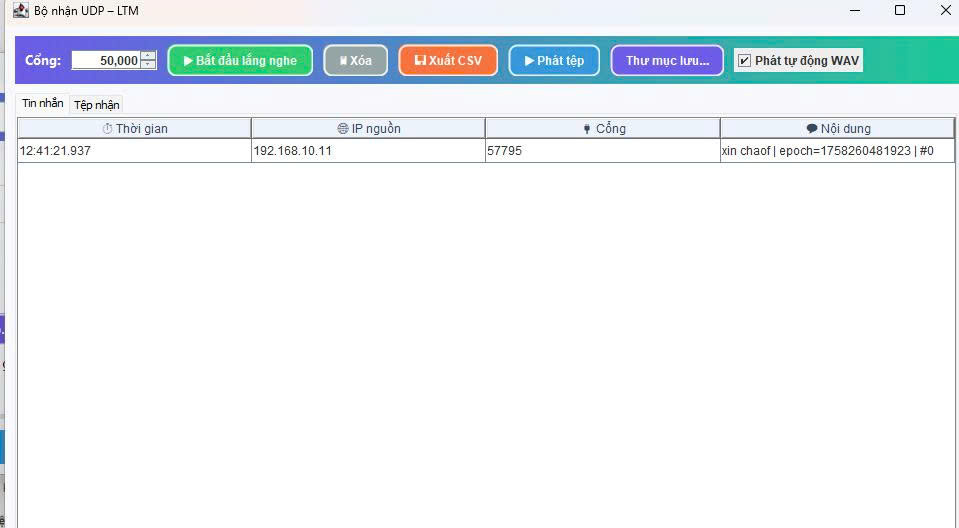 Bộ nhận UDP – LTM
Cổng: 50,000 ▶ Bắt đầu lắng nghe Xóa Xuất CSV ▶ Phát tệp Thư mục lưu... Phát tự động WAV
Tin nhắn Tệp nhận
Thời gian IP nguồn Cổng Nội dung
12:41:21.937 192.168.10.11 57795 xin chaof | epoch=1758260481923 | #0